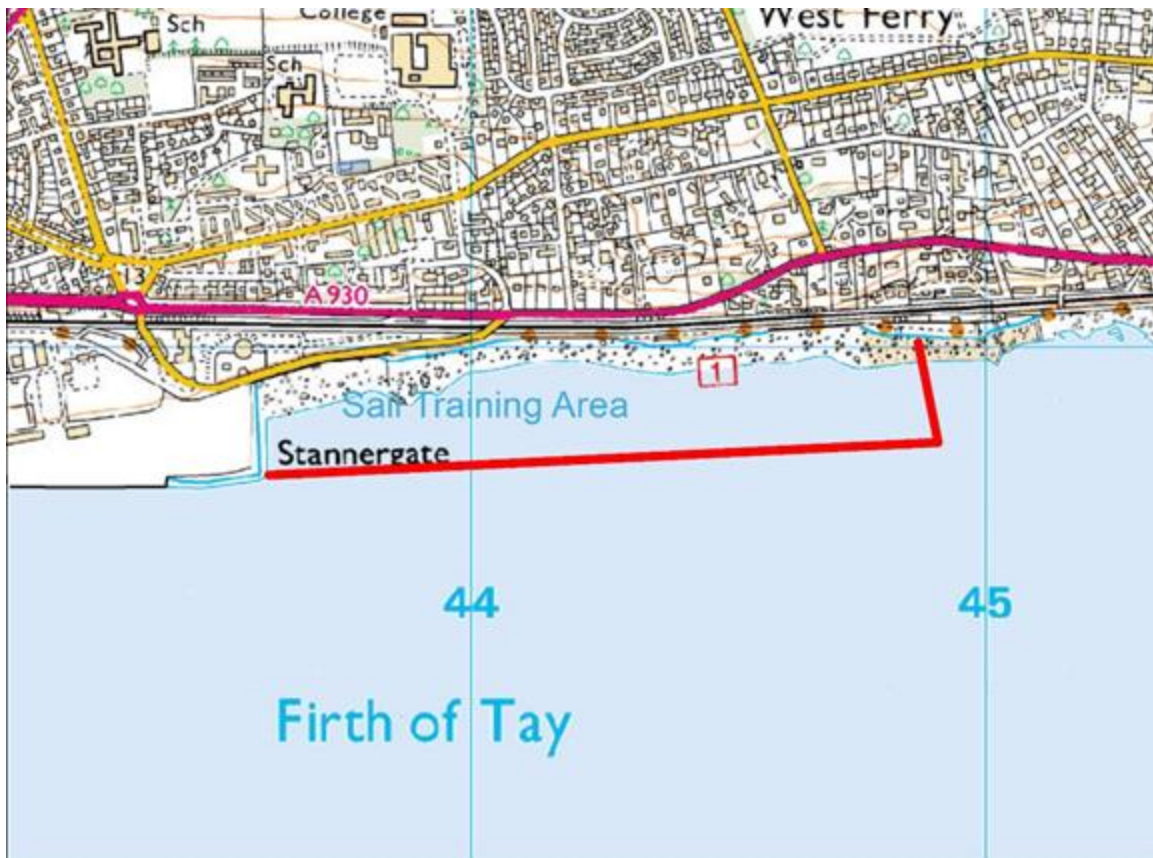 College
West Ferry
Sch
Sch
13
A 930
1
Sail Training Area
Stannergate
44
45
Firth of Tay